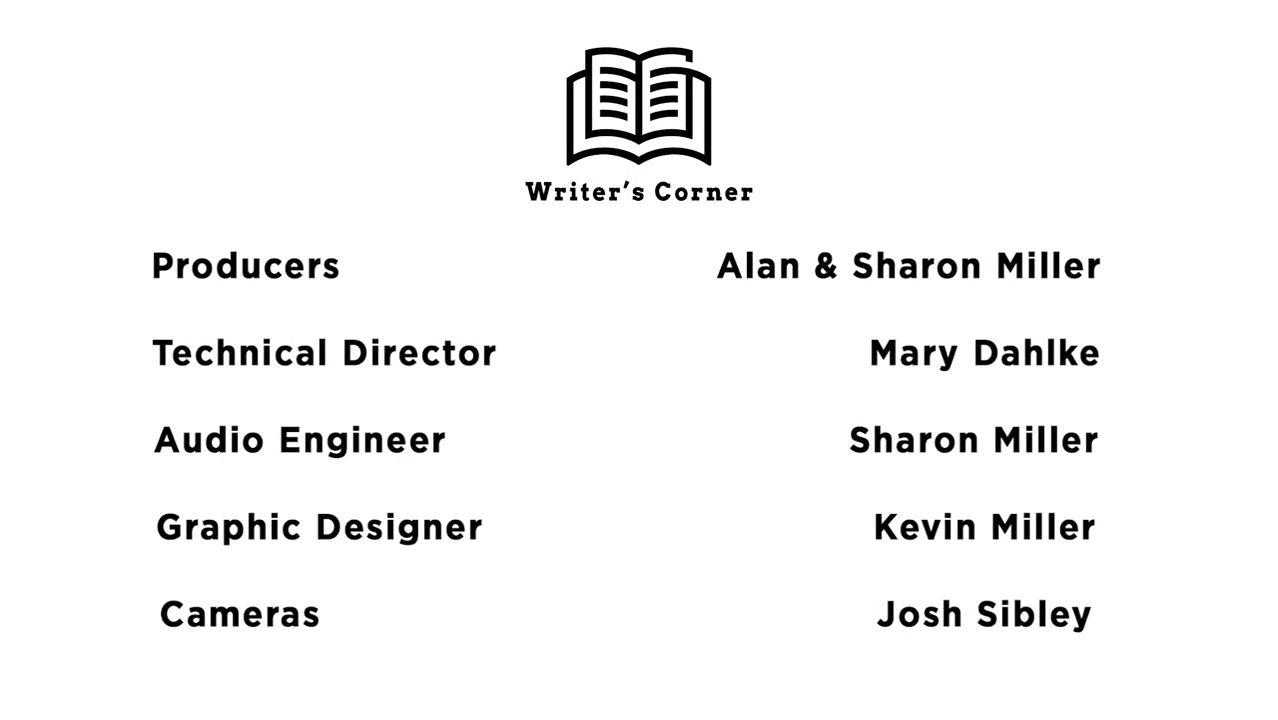 Writer's Corner
Producers Alan & Sharon Miller
Technical Director Mary Dahlke
Audio Engineer Sharon Miller
Graphic Designer Kevin Miller
Cameras Josh Sibley